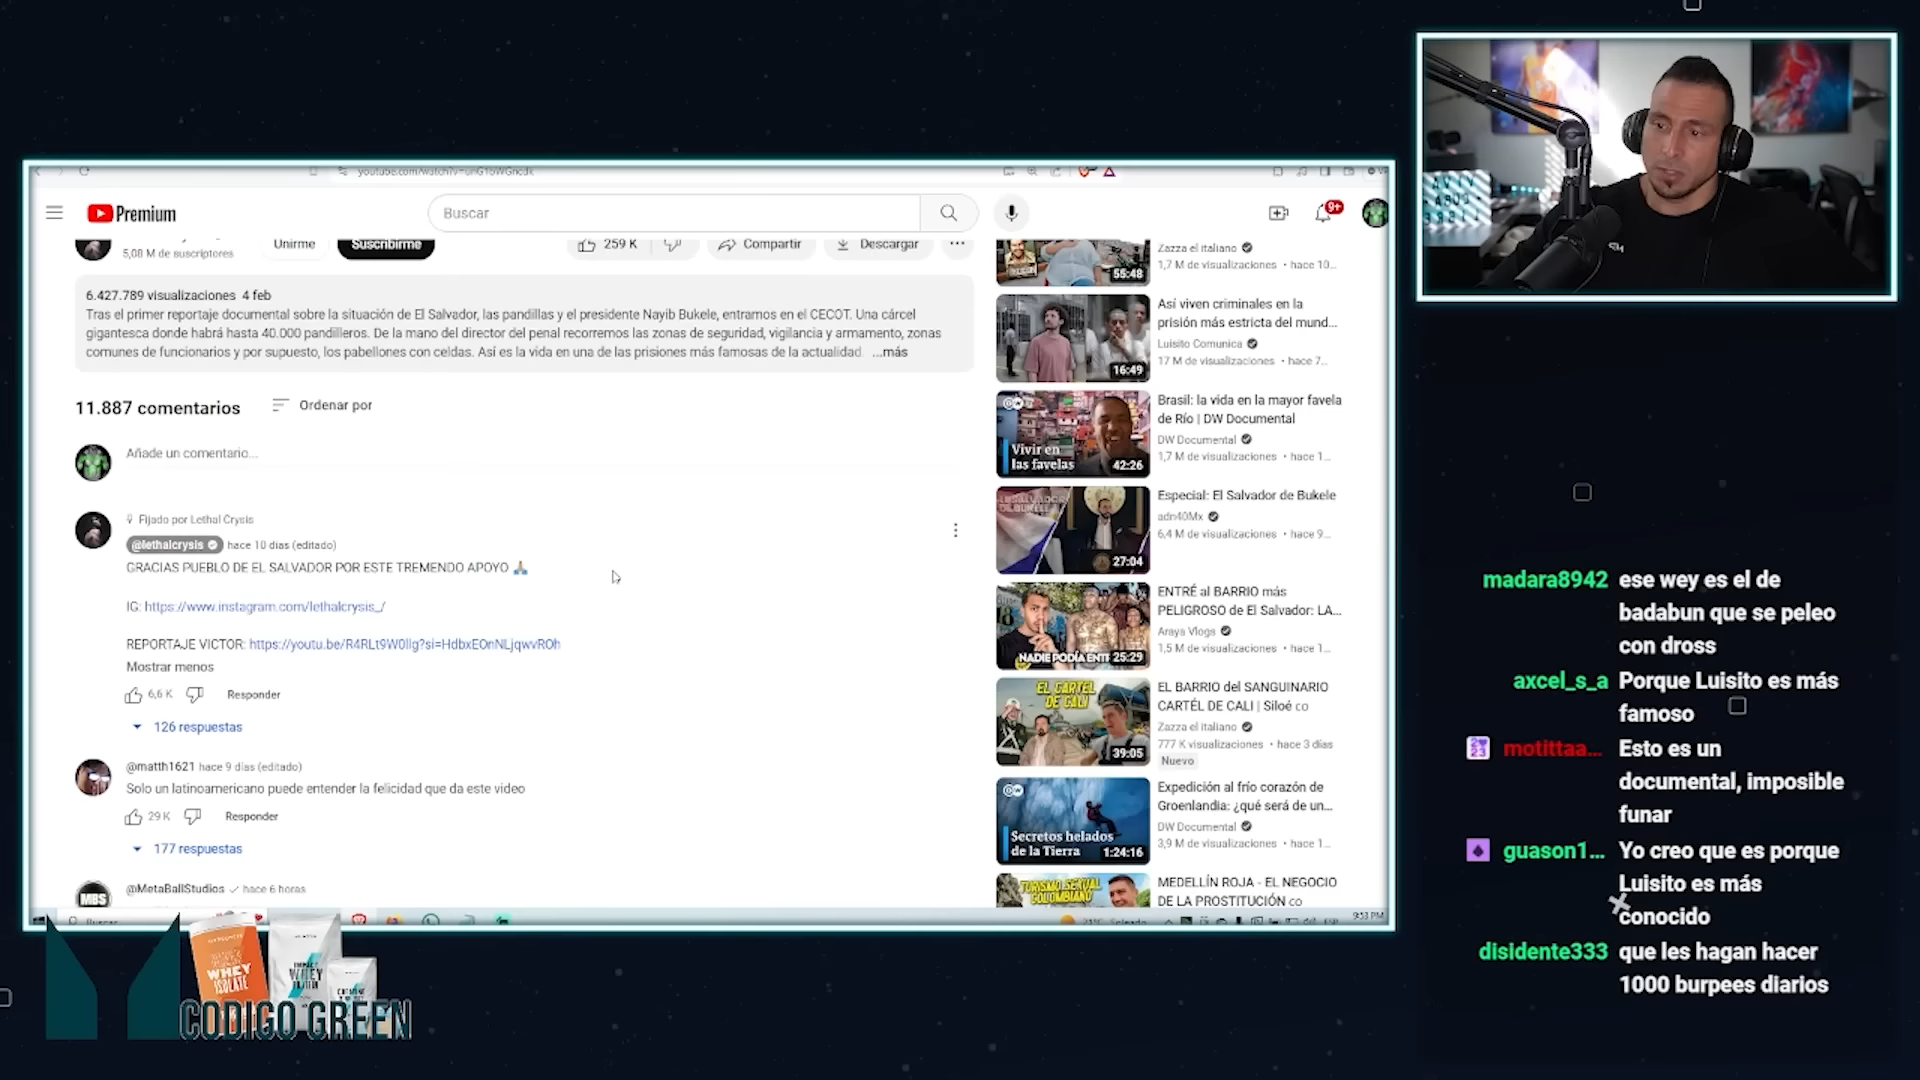 Premium
Buscar
9+
5,08 M de suscriptores
Unirme
Suscribirme
259 K
Compartir
Descargar
6.427.789 visualizaciones 4 feb
Tras el primer reportaje documental sobre la situación de El Salvador, las pandillas y el presidente Nayib Bukele, entramos en el CECOT. Una cárcel
gigantesca donde habrá hasta 40.000 pandilleros. De la mano del director del penal recorremos las zonas de seguridad, vigilancia y armamento, zonas
comunes de funcionarios y por supuesto, los pabellones con celdas. Así es la vida en una de las prisiones más famosas de la actualidad. ...más
11.887 comentarios
Ordenar por
Añade un comentario...
Fijado por Lethal Crysis
@lethalcrysis hace 10 días (editado)
GRACIAS PUEBLO DE EL SALVADOR POR ESTE TREMENDO APOYO 🙏
IG: https://www.instagram.com/lethalcrysis_/
REPORTAJE VICTOR: https://youtu.be/R4RLt9W0llg?si=HdbxEOnNLjqwvROh
Mostrar menos
6,6 K
Responder
126 respuestas
@matth1621 hace 9 días (editado)
Solo un latinoamericano puede entender la felicidad que da este video
29 K
Responder
177 respuestas
MBS
@MetaBallStudios hace 6 horas
55:48
Zazza el italiano
1,7 M de visualizaciones • hace 10...
16:49
Así viven criminales en la
prisión más estricta del mund...
Luisito Comunica
17 M de visualizaciones • hace 7...
Vivir en
las favelas
42:26
Brasil: la vida en la mayor favela
de Río | DW Documental
DW Documental
1,7 M de visualizaciones • hace 1...
27:04
Especial: El Salvador de Bukele
adn40Mx
6,4 M de visualizaciones • hace 9...
NADIE PODÍA ENT
25:29
ENTRÉ al BARRIO más
PELIGROSO de El Salvador: LA...
Araya Vlogs
1,5 M de visualizaciones • hace 1...
EL CARTEL
DE CALI
39:05
EL BARRIO del SANGUINARIO
CARTÉL DE CALI | Siloé co
Zazza el italiano
777 K visualizaciones • hace 3 días
Nuevo
Secretos helados
de la Tierra
1:24:16
Expedición al frío corazón de
Groenlandia: ¿qué será de un...
DW Documental
3,9 M de visualizaciones • hace 1...
TURISMO SEXUAL
COLOMBIANO
MEDELLÍN ROJA - EL NEGOCIO
DE LA PROSTITUCIÓN co
9:53 PM
WHEY
ISOLATE
WHEY
CODIGO GREEN
madara8942 ese wey es el de
badabun que se peleo
con dross
axcel_s_a Porque Luisito es más
famoso
motittaa... Esto es un
documental, imposible
funar
guason1... Yo creo que es porque
Luisito es más
conocido
disidente333 que les hagan hacer
1000 burpees diarios